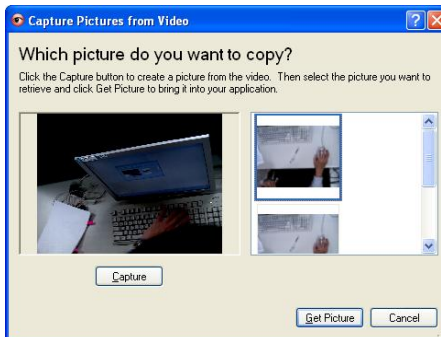 Capture Pictures from Video
Which picture do you want to copy?
Click the Capture button to create a picture from the video. Then select the picture you want to
retrieve and click Get Picture to bring it into your application.
Capture
Get Picture
Cancel